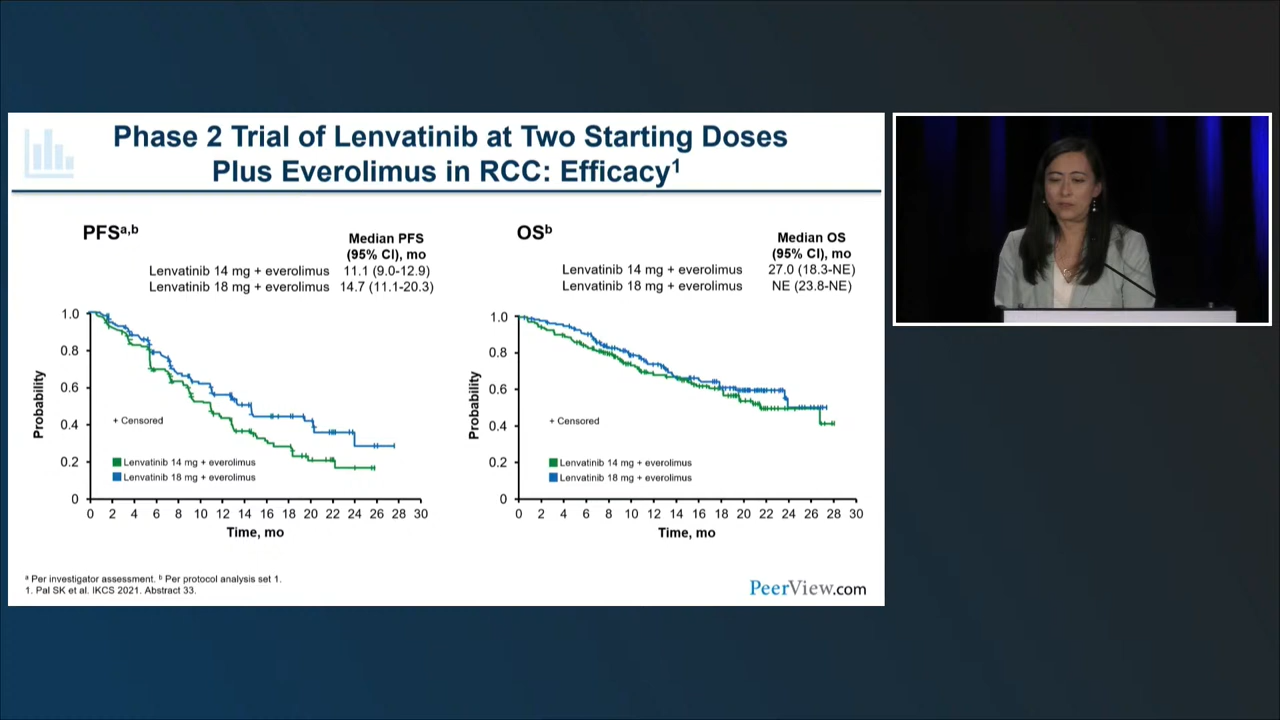 Phase 2 Trial of Lenvatinib at Two Starting Doses
Plus Everolimus in RCC: Efficacy¹
PFSᵃ,ᵇ
Median PFS
(95% CI), mo
Lenvatinib 14 mg + everolimus 11.1 (9.0-12.9)
Lenvatinib 18 mg + everolimus 14.7 (11.1-20.3)
1.0
0.8
0.6
0.4
0.2
0
Probability
+ Censored
Lenvatinib 14 mg + everolimus
Lenvatinib 18 mg + everolimus
0 2 4 6 8 10 12 14 16 18 20 22 24 26 28 30
Time, mo
OSᵇ
Median OS
(95% CI), mo
Lenvatinib 14 mg + everolimus 27.0 (18.3-NE)
Lenvatinib 18 mg + everolimus NE (23.8-NE)
1.0
0.8
0.6
0.4
0.2
0
Probability
+ Censored
Lenvatinib 14 mg + everolimus
Lenvatinib 18 mg + everolimus
0 2 4 6 8 10 12 14 16 18 20 22 24 26 28 30
Time, mo
ᵃ Per investigator assessment. ᵇ Per protocol analysis set 1.
1. Pal SK et al. IKCS 2021. Abstract 33.
PeerView.com